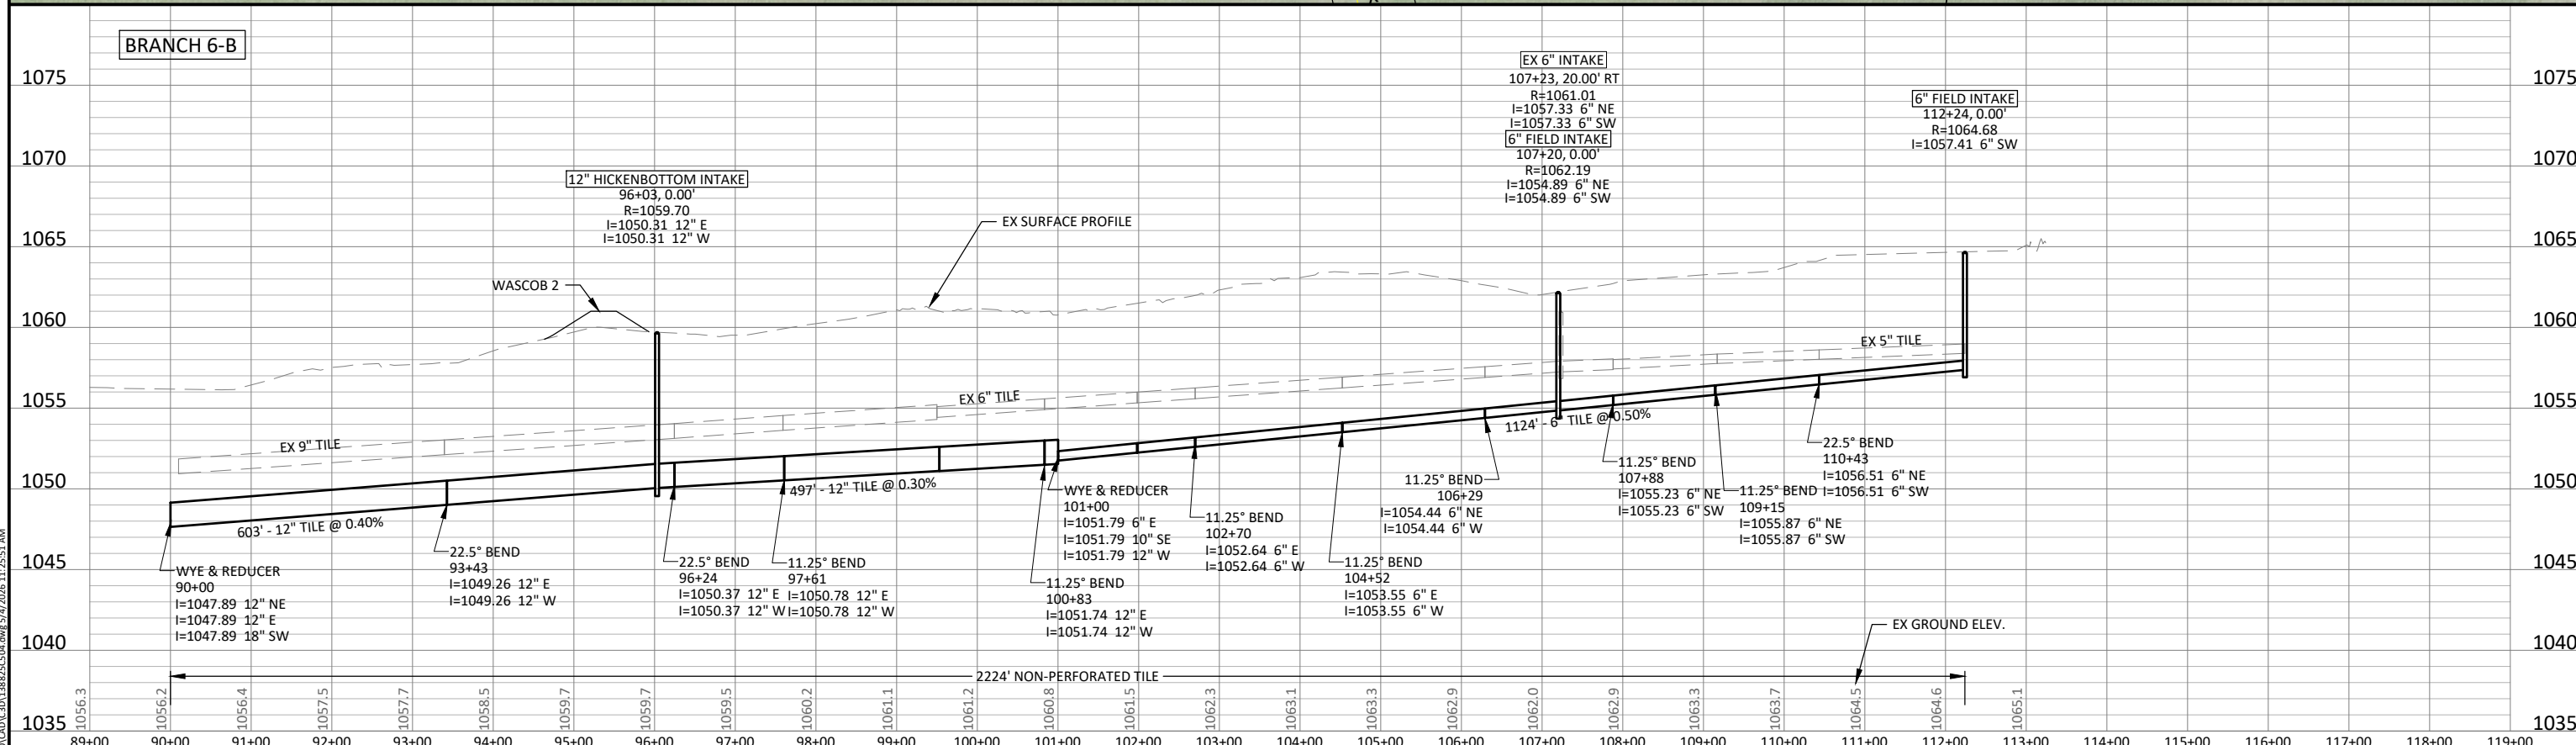 BRANCH 6-B
1075
1070
1065
1060
1055
1050
1045
1040
1035
12" HICKENBOTTOM INTAKE
96+03, 0.00'
R=1059.70
I=1050.31 12" E
I=1050.31 12" W
WASCOB 2
EX SURFACE PROFILE
EX 6" INTAKE
107+23, 20.00' RT
R=1061.01
I=1057.33 6" NE
I=1057.33 6" SW
6" FIELD INTAKE
107+20, 0.00'
R=1062.19
I=1054.89 6" NE
I=1054.89 6" SW
6" FIELD INTAKE
112+24, 0.00'
R=1064.68
I=1057.41 6" SW
EX 9" TILE
EX 6" TILE
EX 5" TILE
603' - 12" TILE @ 0.40%
497' - 12" TILE @ 0.30%
1124' - 6" TILE @ 0.50%
WYE & REDUCER
90+00
I=1047.89 12" NE
I=1047.89 12" E
I=1047.89 18" SW
22.5° BEND
93+43
I=1049.26 12" E
I=1049.26 12" W
22.5° BEND
96+24
I=1050.37 12" E
I=1050.37 12" W
11.25° BEND
97+61
I=1050.78 12" E
I=1050.78 12" W
11.25° BEND
100+83
I=1051.74 12" E
I=1051.74 12" W
WYE & REDUCER
101+00
I=1051.79 6" E
I=1051.79 10" SE
I=1051.79 12" W
11.25° BEND
102+70
I=1052.64 6" E
I=1052.64 6" W
11.25° BEND
104+52
I=1053.55 6" E
I=1053.55 6" W
11.25° BEND
106+29
I=1054.44 6" NE
I=1054.44 6" W
11.25° BEND
107+88
I=1055.23 6" NE
I=1055.23 6" SW
11.25° BEND
109+15
I=1055.87 6" NE
I=1055.87 6" SW
22.5° BEND
110+43
I=1056.51 6" NE
I=1056.51 6" SW
EX GROUND ELEV.
2224' NON-PERFORATED TILE
1075
1070
1065
1060
1055
1050
1045
1040
1035
1056.3
1056.2
1056.4
1057.5
1057.7
1058.5
1059.7
1059.7
1059.5
1060.2
1061.1
1061.2
1060.8
1061.5
1062.3
1063.1
1063.3
1062.9
1062.0
1062.9
1063.3
1063.7
1064.5
1064.6
1065.1
89+00 90+00 91+00 92+00 93+00 94+00 95+00 96+00 97+00 98+00 99+00 100+00 101+00 102+00 103+00 104+00 105+00 106+00 107+00 108+00 109+00 110+00 111+00 112+00 113+00 114+00 115+00 116+00 117+00 118+00 119+00